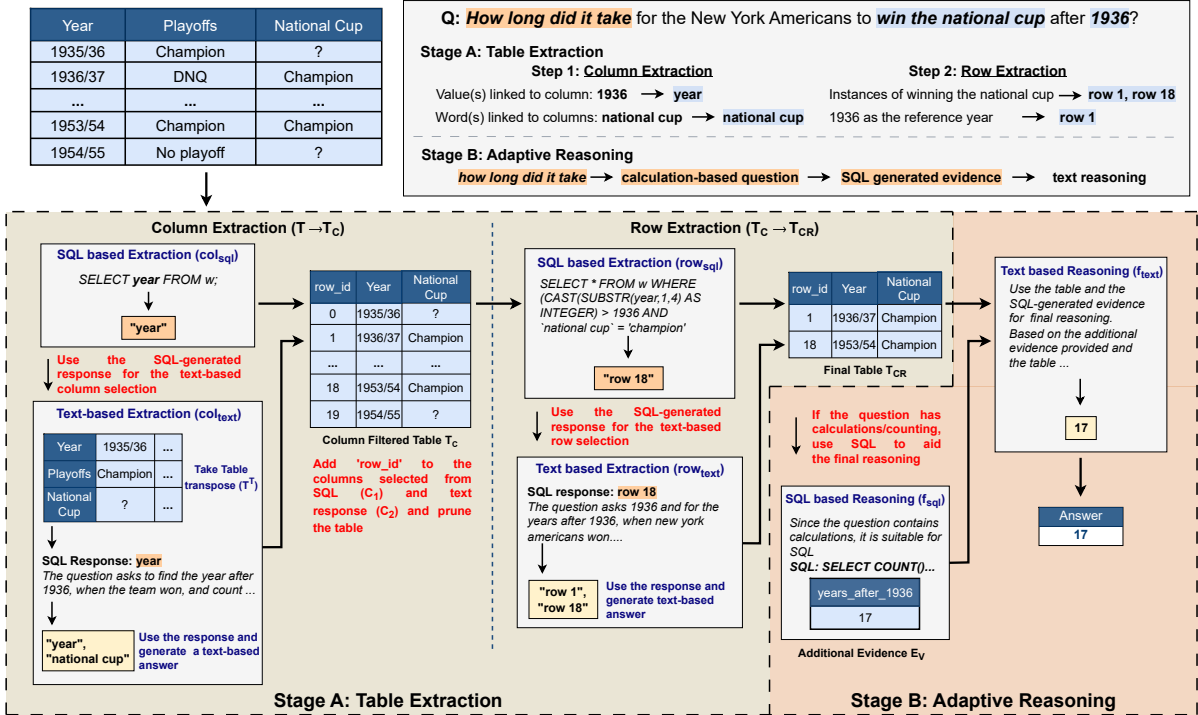 Year Playoffs National Cup
1935/36 Champion ?
1936/37 DNQ Champion
... ... ...
1953/54 Champion Champion
1954/55 No playoff ?
Q: How long did it take for the New York Americans to win the national cup after 1936?
Stage A: Table Extraction
Step 1: Column Extraction
Value(s) linked to column: 1936 → year
Word(s) linked to columns: national cup → national cup
Step 2: Row Extraction
Instances of winning the national cup → row 1, row 18
1936 as the reference year → row 1
Stage B: Adaptive Reasoning
how long did it take → calculation-based question → SQL generated evidence → text reasoning
Column Extraction (T→T_C)
SQL based Extraction (col_sql)
SELECT year FROM w;
"year"
Use the SQL-generated
response for the text-based
column selection
Text-based Extraction (col_text)
Year 1935/36 ...
Playoffs Champion ...
National
Cup ? ...
Take Table
transpose (T^T)
SQL Response: year
The question asks to find the year after
1936, when the team won, and count ...
"year",
"national cup"
Use the response and
generate a text-based
answer
row_id Year National
Cup
0 1935/36 ?
1 1936/37 Champion
... ... ...
18 1953/54 Champion
19 1954/55 ?
Column Filtered Table T_C
Add 'row_id' to the
columns selected from
SQL (C_1) and text
response (C_2) and prune
the table
Row Extraction (T_C→T_CR)
SQL based Extraction (row_sql)
SELECT * FROM w WHERE
(CAST(SUBSTR(year,1,4) AS
INTEGER) > 1936 AND
`national cup` = 'champion'
"row 18"
Use the SQL-generated
response for the text-based
row selection
Text based Extraction (row_text)
SQL response: row 18
The question asks 1936 and for the
years after 1936, when new york
americans won....
"row 1",
"row 18"
Use the response and
generate text-based
answer
row_id Year National
Cup
1 1936/37 Champion
18 1953/54 Champion
Final Table T_CR
Stage A: Table Extraction
If the question has
calculations/counting,
use SQL to aid
the final reasoning
SQL based Reasoning (f_sql)
Since the question contains
calculations, it is suitable for
SQL
SQL: SELECT COUNT()...
years_after_1936
17
Additional Evidence E_V
Text based Reasoning (f_text)
Use the table and the
SQL-generated evidence
for final reasoning.
Based on the additional
evidence provided and
the table ...
17
Answer
17
Stage B: Adaptive Reasoning